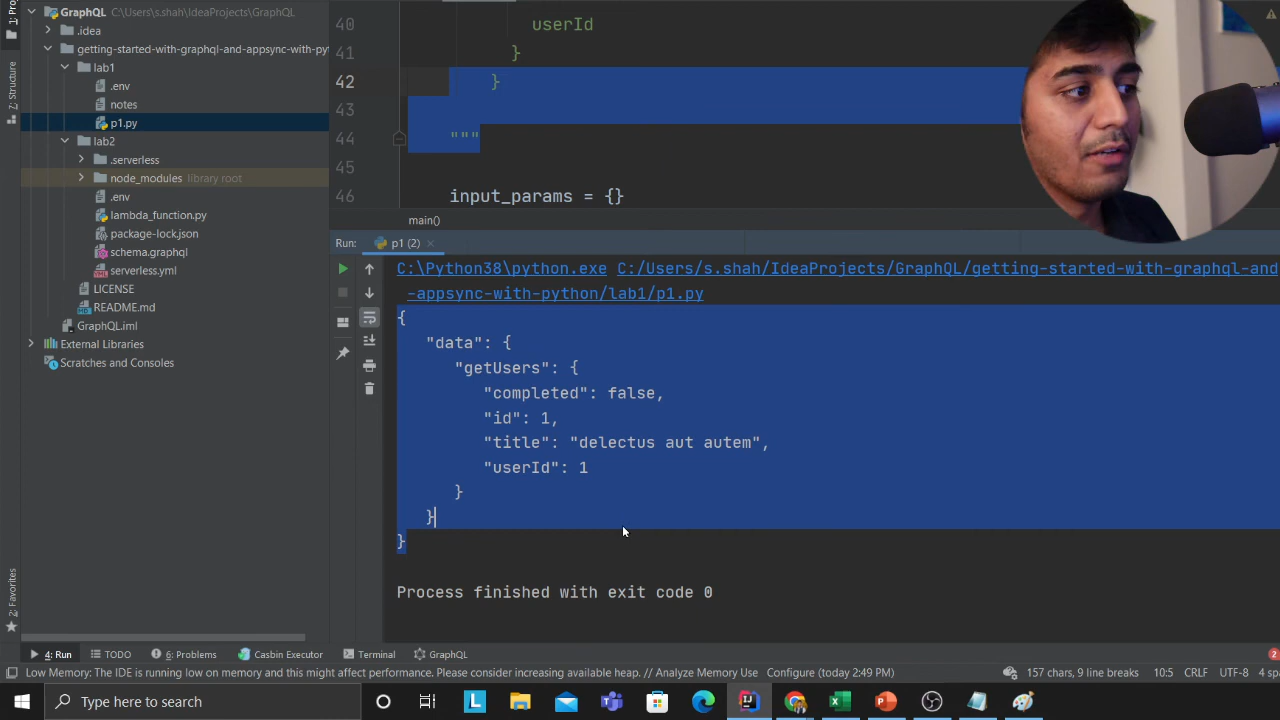 GraphQL C:\Users\s.shah\IdeaProjects\GraphQL
.idea
getting-started-with-graphql-and-appsync-with-pyt
lab1
.env
notes
p1.py
lab2
.serverless
node_modules library root
.env
lambda_function.py
package-lock.json
schema.graphql
serverless.yml
LICENSE
README.md
GraphQL.iml
External Libraries
Scratches and Consoles
Z: Structure
2: Favorites
40 userId
41 }
42 }
43
44 """
45
46 input_params = {}
main()
Run: p1 (2)
C:\Python38\python.exe C:/Users/s.shah/IdeaProjects/GraphQL/getting-started-with-graphql-and
-appsync-with-python/lab1/p1.py
{
"data": {
"getUsers": {
"completed": false,
"id": 1,
"title": "delectus aut autem",
"userId": 1
}
}
}
Process finished with exit code 0
4: Run TODO 6: Problems Casbin Executor Terminal GraphQL 2
Low Memory: The IDE is running low on memory and this might affect performance. Please consider increasing available heap. // Analyze Memory Use Configure (today 2:49 PM) 157 chars, 9 line breaks 10:5 CRLF UTF-8 4 spa
Type here to search